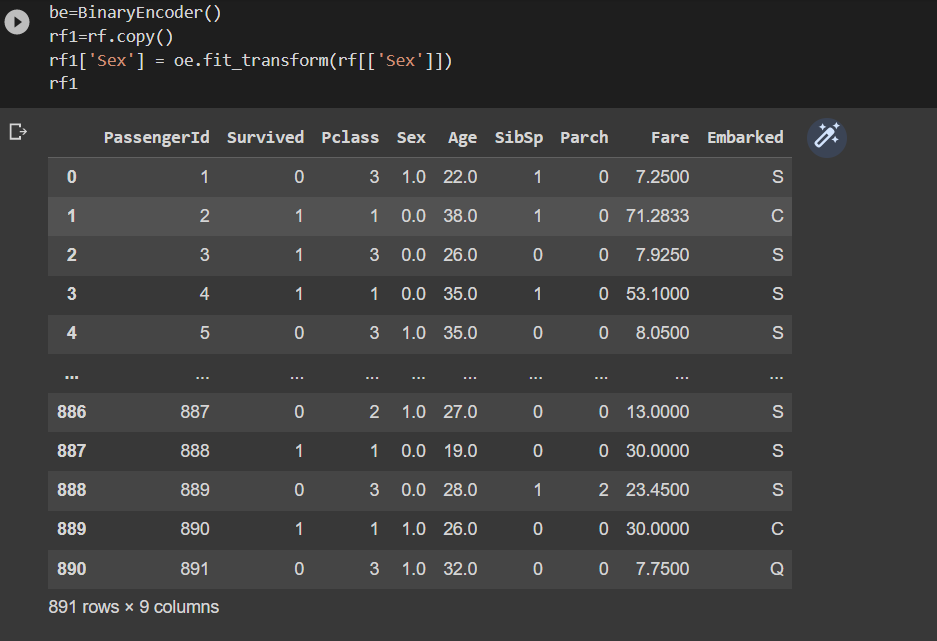 be=BinaryEncoder()
rf1=rf.copy()
rf1['Sex'] = oe.fit_transform(rf[['Sex']])
rf1
PassengerId Survived Pclass Sex Age SibSp Parch Fare Embarked
0 1 0 3 1.0 22.0 1 0 7.2500 S
1 2 1 1 0.0 38.0 1 0 71.2833 C
2 3 1 3 0.0 26.0 0 0 7.9250 S
3 4 1 1 0.0 35.0 1 0 53.1000 S
4 5 0 3 1.0 35.0 0 0 8.0500 S
... ... ... ... ... ... ... ... ... ...
886 887 0 2 1.0 27.0 0 0 13.0000 S
887 888 1 1 0.0 19.0 0 0 30.0000 S
888 889 0 3 0.0 28.0 1 2 23.4500 S
889 890 1 1 1.0 26.0 0 0 30.0000 C
890 891 0 3 1.0 32.0 0 0 7.7500 Q
891 rows × 9 columns